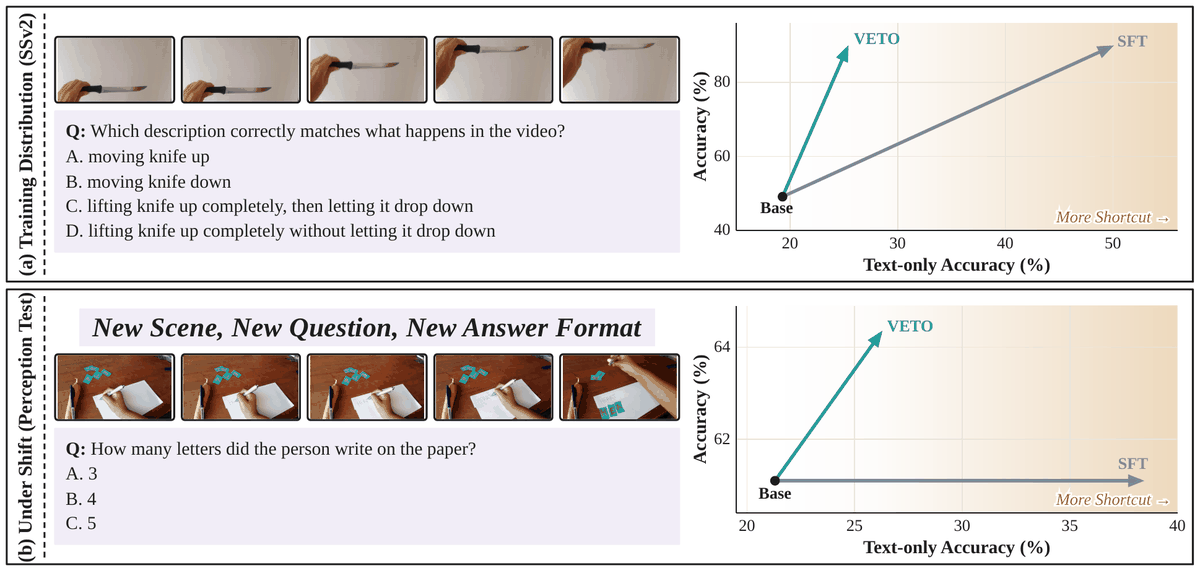 (a) Training Distribution (SSv2)
Q: Which description correctly matches what happens in the video?
A. moving knife up
B. moving knife down
C. lifting knife up completely, then letting it drop down
D. lifting knife up completely without letting it drop down
Accuracy (%)
80
60
40
VETO
SFT
Base
More Shortcut →
20 30 40 50
Text-only Accuracy (%)
(b) Under Shift (Perception Test)
New Scene, New Question, New Answer Format
Q: How many letters did the person write on the paper?
A. 3
B. 4
C. 5
Accuracy (%)
64
62
VETO
SFT
Base
More Shortcut →
20 25 30 35 40
Text-only Accuracy (%)